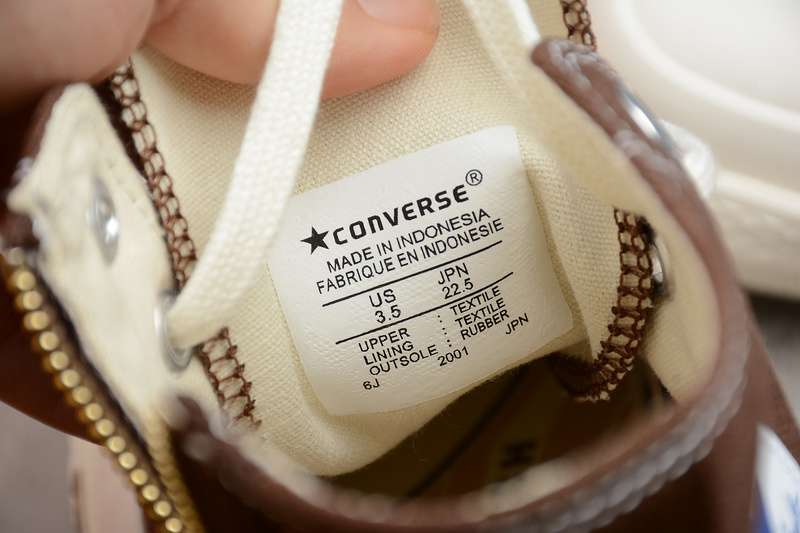 ★CONVERSE®
MADE IN INDONESIA
FABRIQUE EN INDONESIE
US JPN
3.5 22.5
UPPER : TEXTILE
LINING : TEXTILE
OUTSOLE : RUBBER
6J 2001 JPN